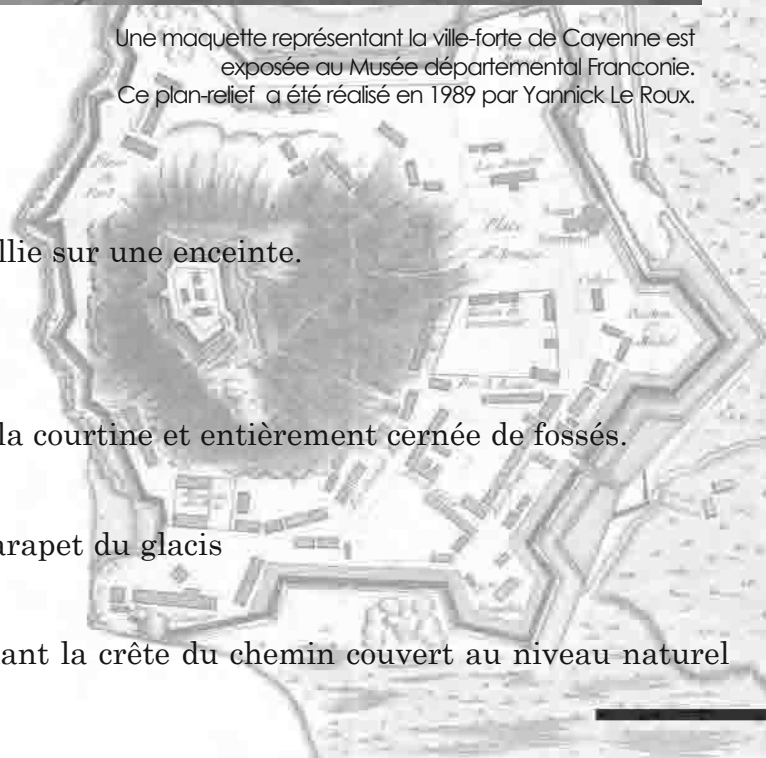 Une maquette représentant la ville-forte de Cayenne est
exposée au Musée départemental Franconie.
Ce plan-relief a été réalisé en 1989 par Yannick Le Roux.
llie sur une enceinte.
la courtine et entièrement cernée de fossés.
arapet du glacis
ant la crête du chemin couvert au niveau naturel